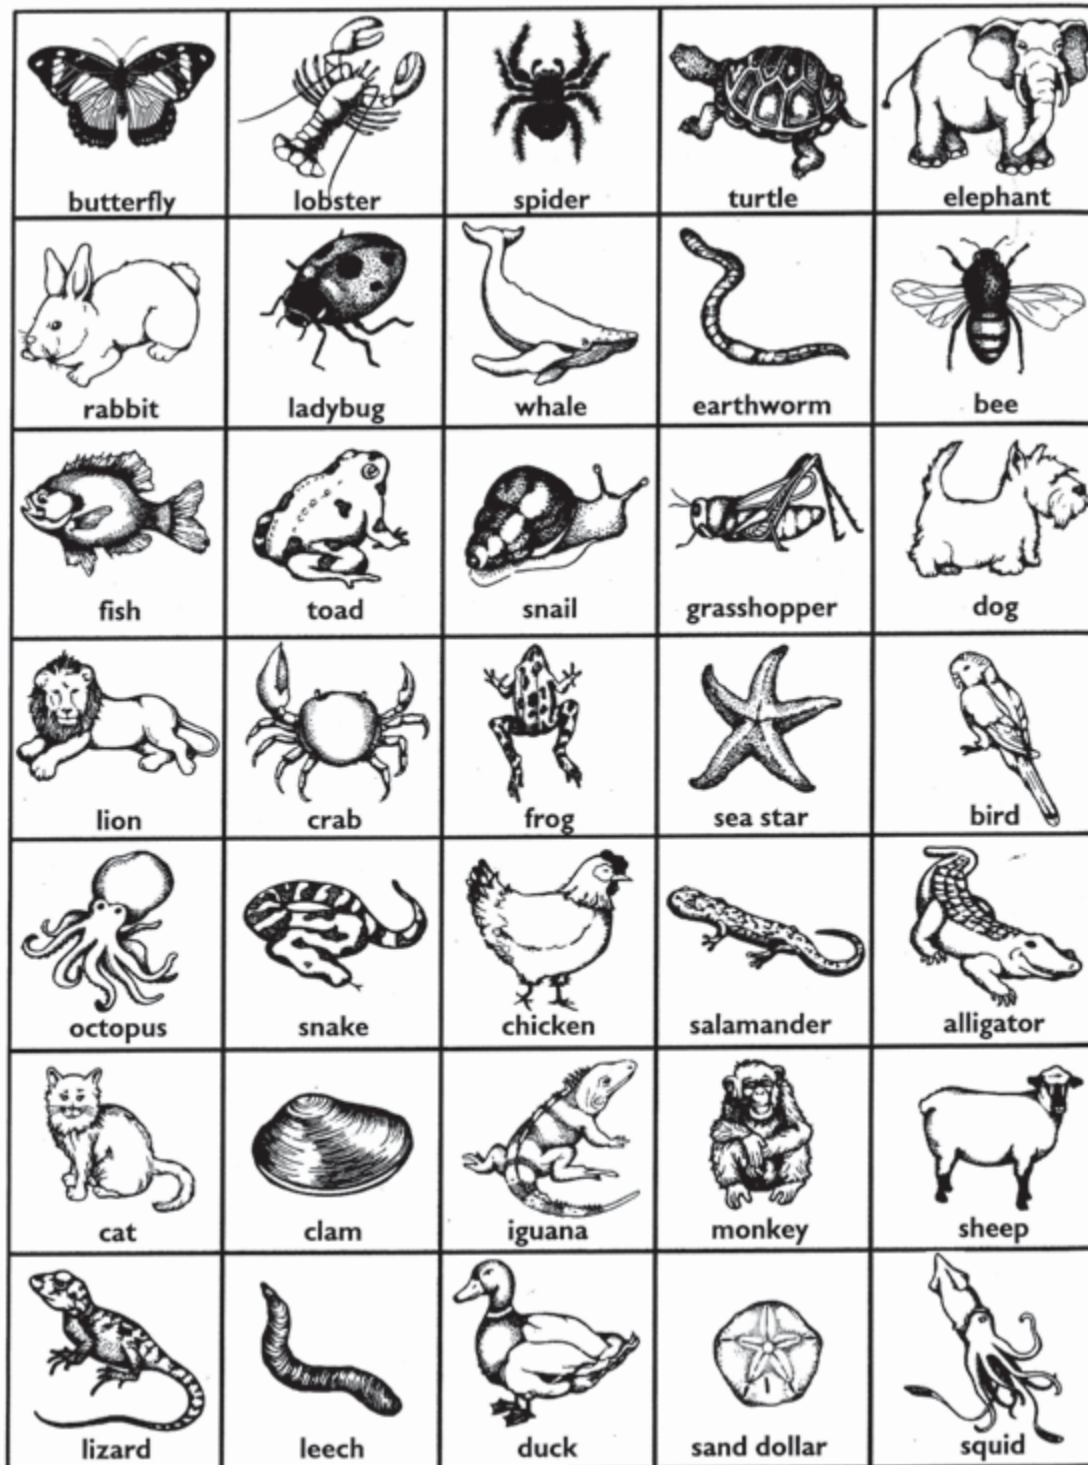 butterfly
lobster
spider
turtle
elephant
rabbit
ladybug
whale
earthworm
bee
fish
toad
snail
grasshopper
dog
lion
crab
frog
sea star
bird
octopus
snake
chicken
salamander
alligator
cat
clam
iguana
monkey
sheep
lizard
leech
duck
sand dollar
squid